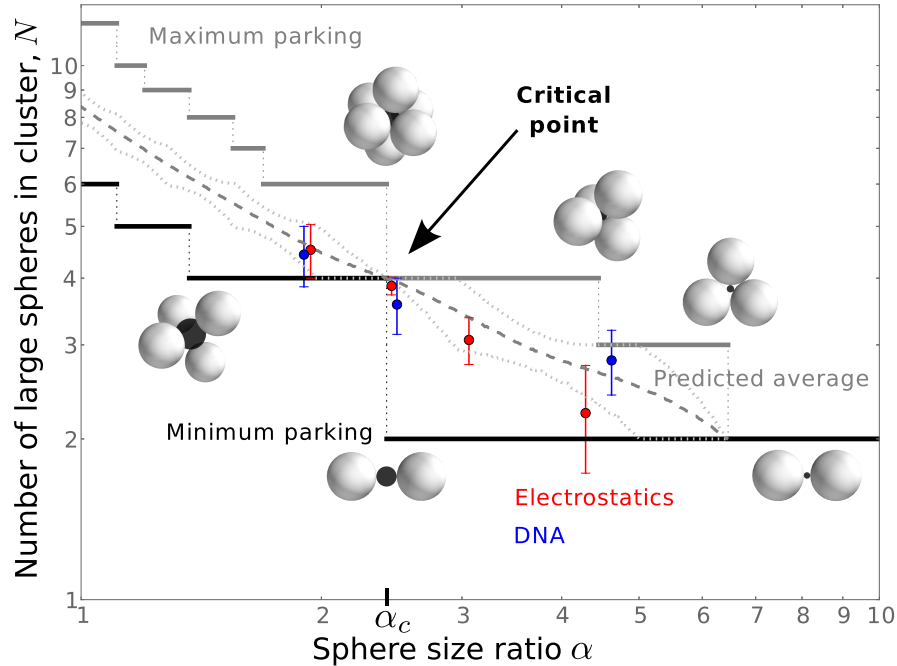 Number of large spheres in cluster, N
10
9
8
7
6
5
4
3
2
1
Maximum parking
Critical
point
Predicted average
Minimum parking
Electrostatics
DNA
1
2
3
4
5
6
7
8
9
10
α_c
Sphere size ratio α